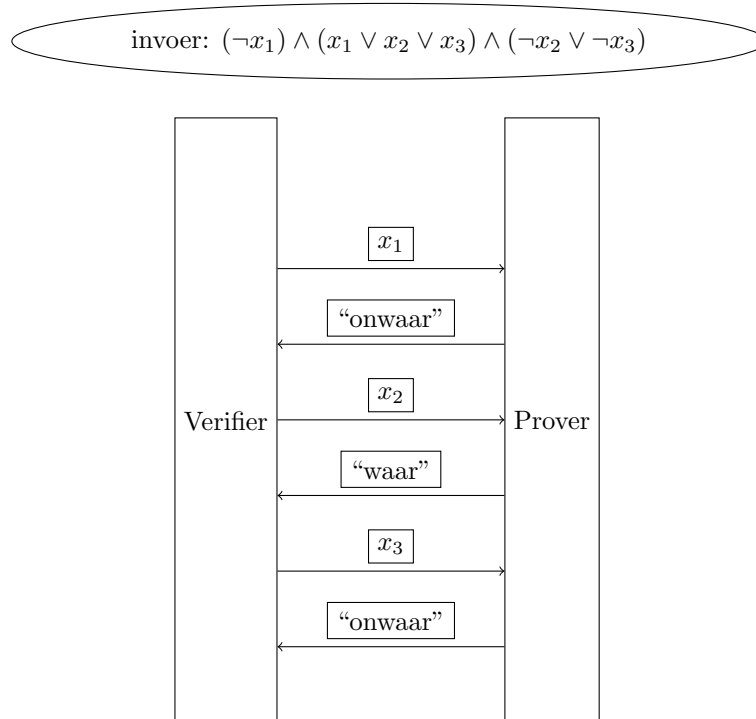 invoer: (¬x₁) ∧ (x₁ ∨ x₂ ∨ x₃) ∧ (¬x₂ ∨ ¬x₃)
x₁
“onwaar”
x₂
Verifier
Prover
“waar”
x₃
“onwaar”